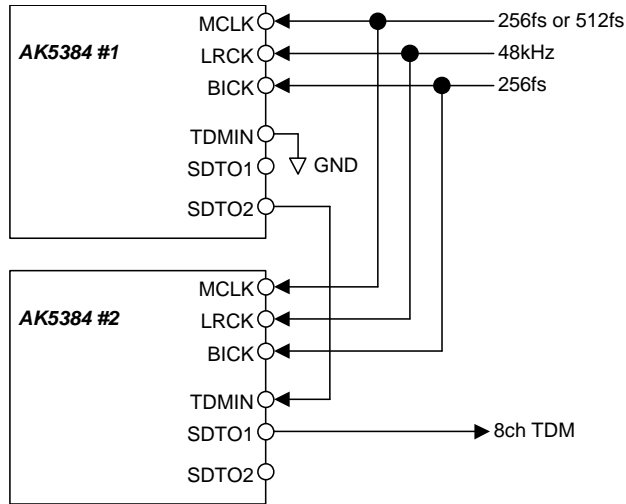 MCLK 256fs or 512fs
AK5384 #1 LRCK 48kHz
BICK 256fs
TDMIN
SDTO1 GND
SDTO2
MCLK
AK5384 #2 LRCK
BICK
TDMIN
SDTO1 8ch TDM
SDTO2